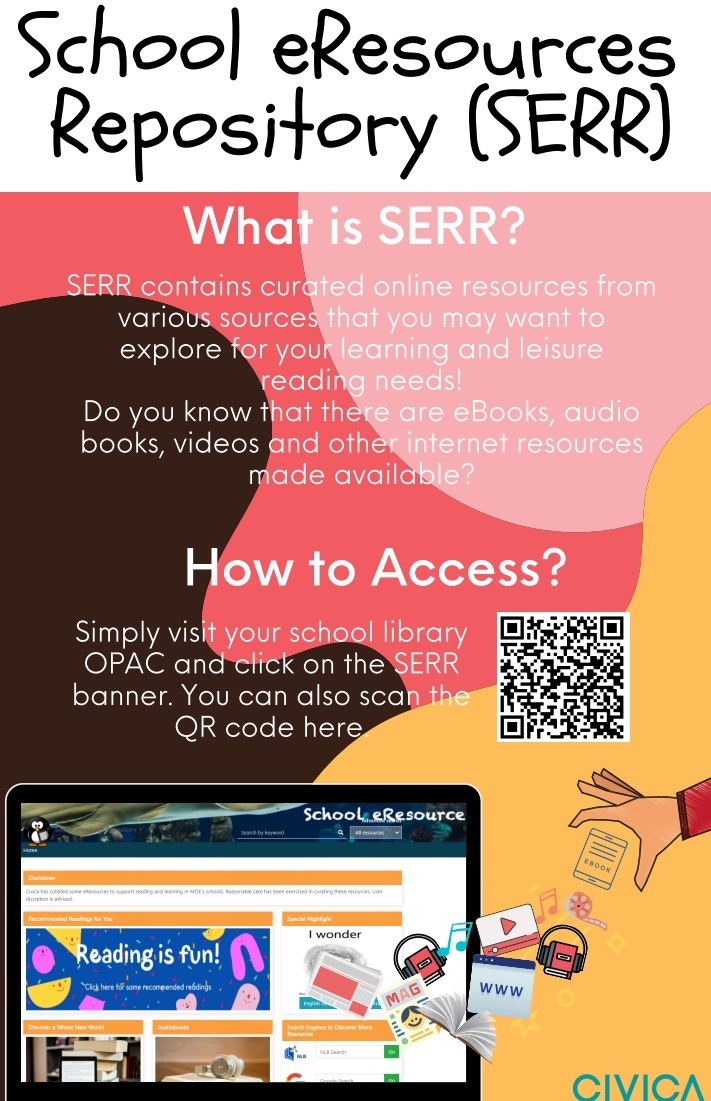 School eResources
Repository (SERR)
What is SERR?
SERR contains curated online resources from
various sources that you may want to
explore for your learning and leisure
reading needs!
Do you know that there are eBooks, audio
books, videos and other internet resources
made available?
How to Access?
Simply visit your school library
OPAC and click on the SERR
banner. You can also scan the
QR code here.
School eResource
Advanced Search
Search by keyword
All resources
Home
Disclaimer
Civica has collated some eResources to support reading and learning in MOE's schools. Reasonable care has been exercised in curating these resources. User
discretion is advised.
Recommended Readings for You
Special Highlight
Reading is fun!
Click here for some recommended readings
I wonder
Discover a Whole New World
Audiobooks
Search Engines to Discover More
Resources
NLB
NLB Search
Go
Google Search
Go
EBOOK
MAG
WWW
CIVICA